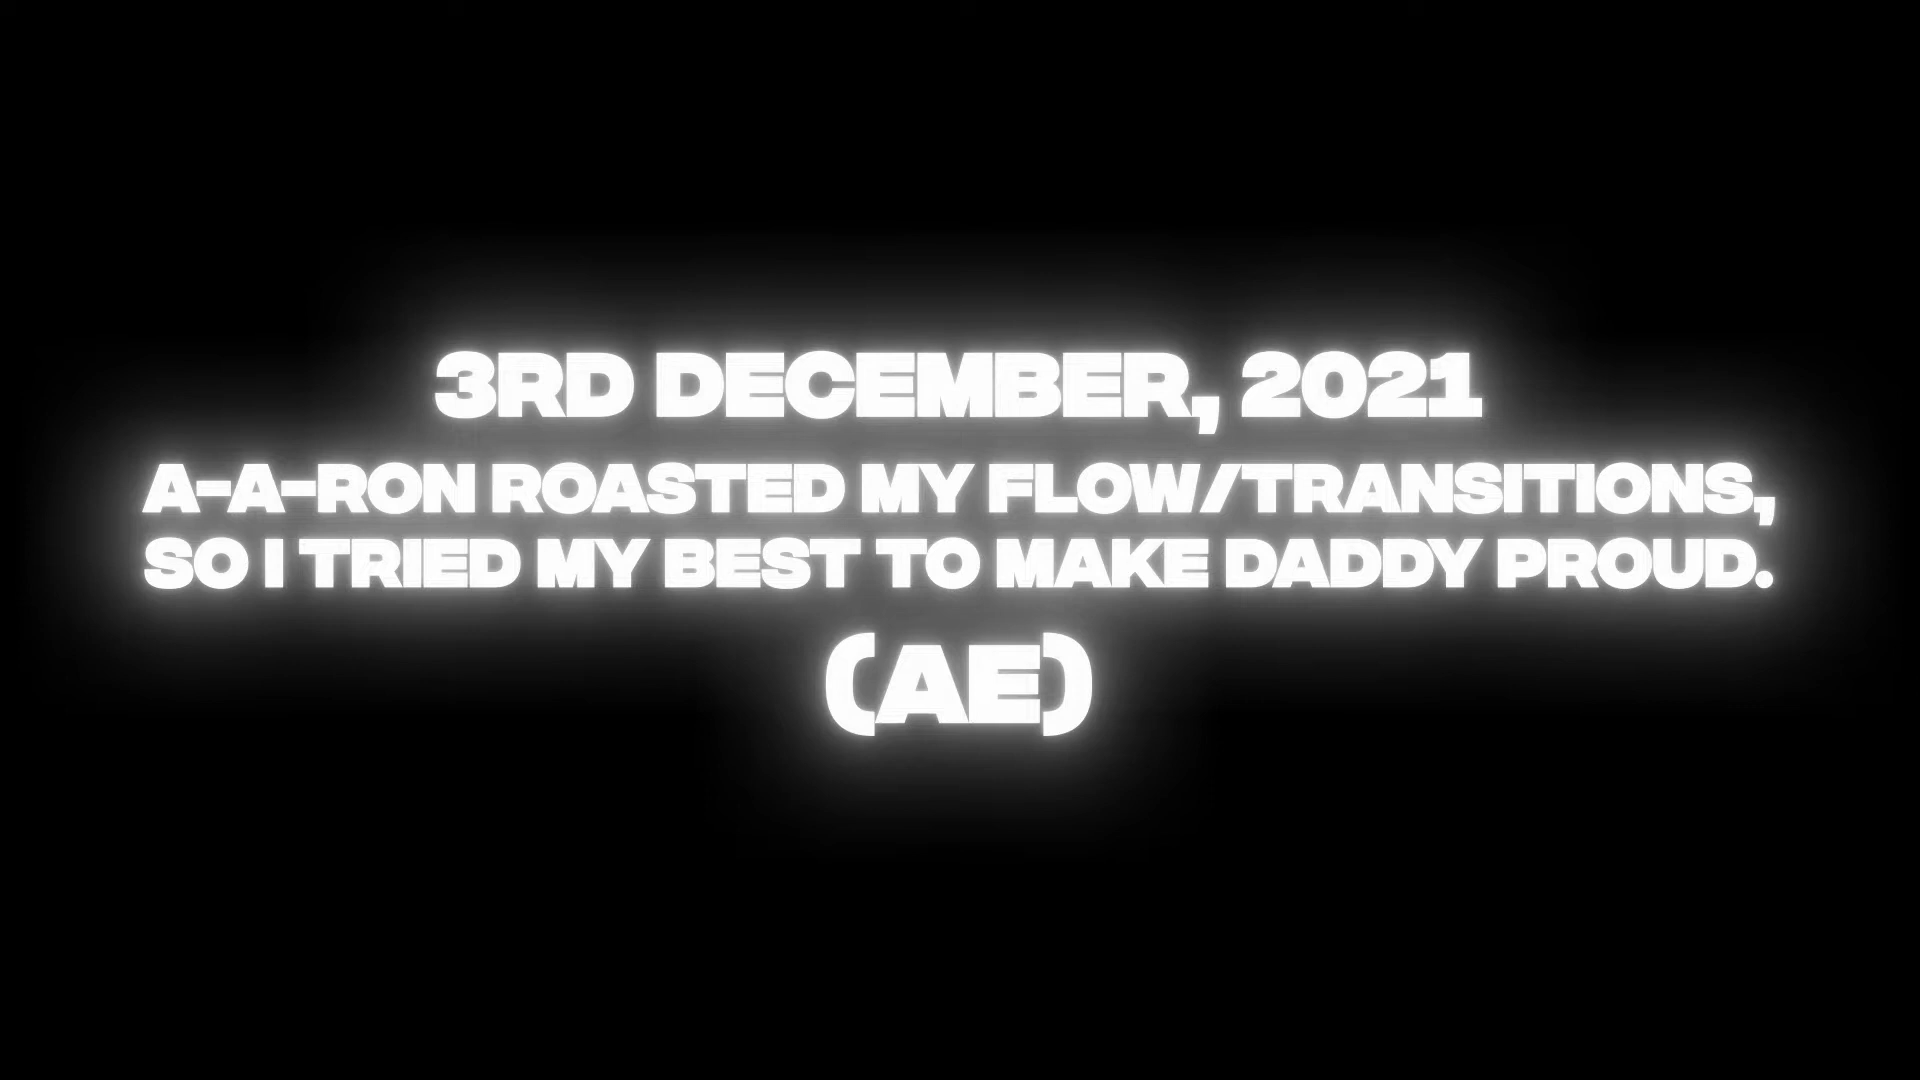 3RD DECEMBER, 2021
A-A-RON ROASTED MY FLOW/TRANSITIONS,
SO I TRIED MY BEST TO MAKE DADDY PROUD.
(AE)